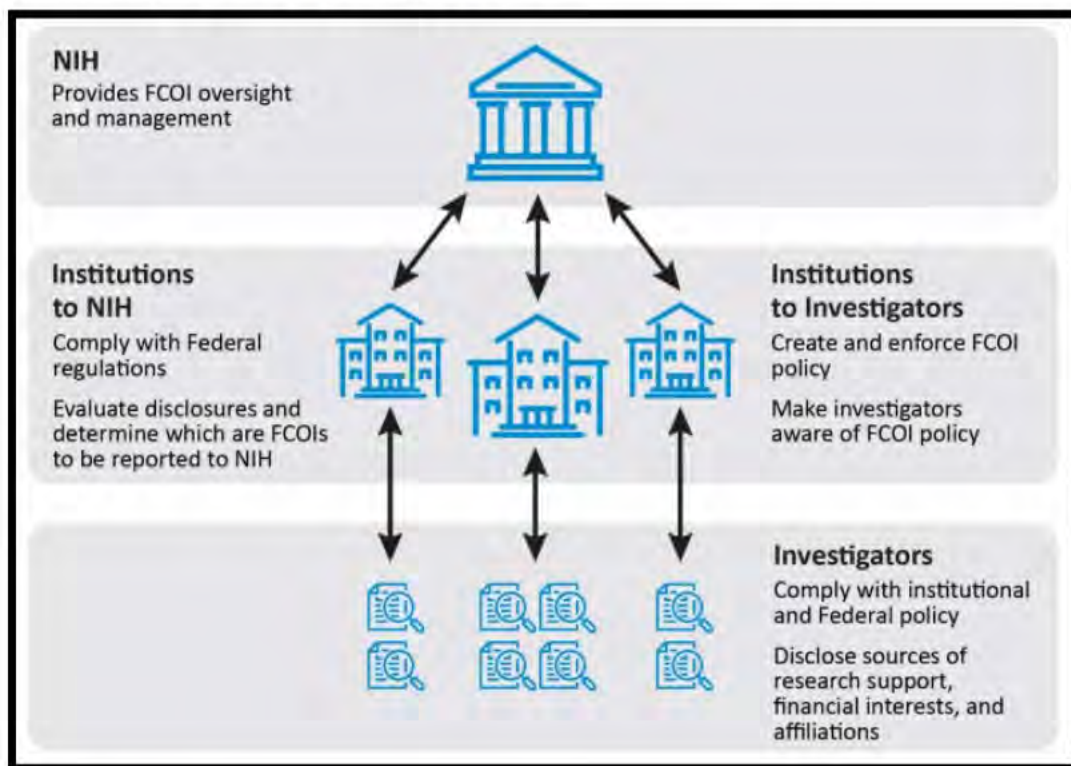 NIH
Provides FCOI oversight
and management
Institutions
to NIH
Comply with Federal
regulations
Evaluate disclosures and
determine which are FCOIs
to be reported to NIH
Institutions
to Investigators
Create and enforce FCOI
policy
Make investigators
aware of FCOI policy
Investigators
Comply with institutional
and Federal policy
Disclose sources of
research support,
financial interests, and
affiliations